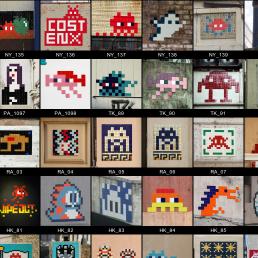 COST
ENX
NY_135 NY_136 NY_137 NY_138 NY_139
PA_1097 PA_1098 TK_89 TK_90 TK_91
RA_03 RA_04 RA_05 RA_06 RA_07
WIPEOUT
HK_81 HK_82 HK_83 HK_84 HK_85